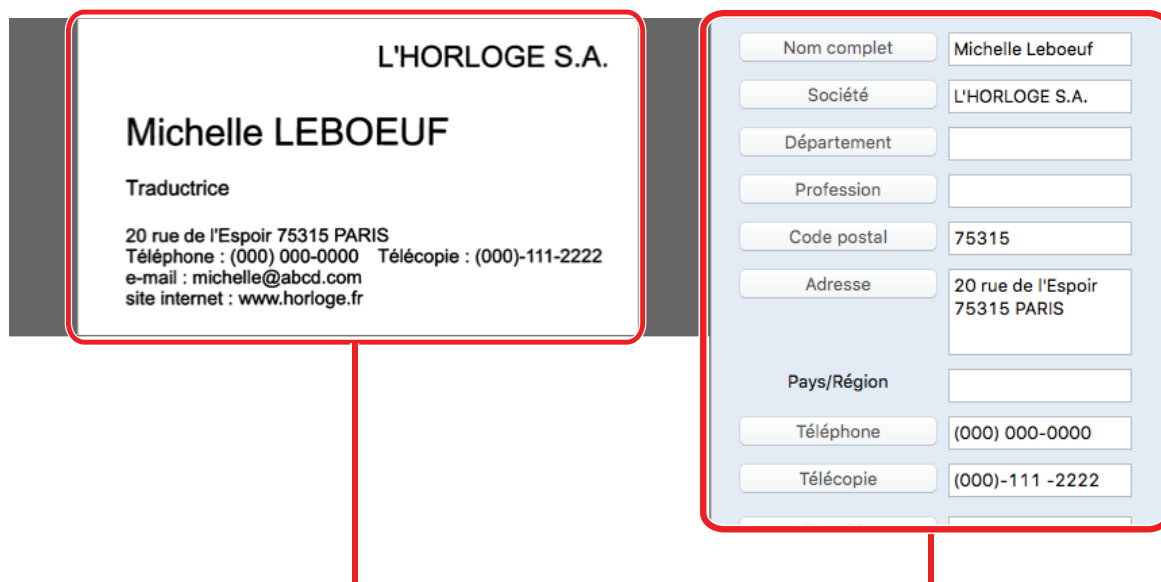 L'HORLOGE S.A.
Michelle LEBOEUF
Traductrice
20 rue de l'Espoir 75315 PARIS
Téléphone : (000) 000-0000 Télécopie : (000)-111-2222
e-mail : michelle@abcd.com
site internet : www.horloge.fr
Nom complet Michelle Leboeuf
Société L'HORLOGE S.A.
Département
Profession
Code postal 75315
Adresse 20 rue de l'Espoir
75315 PARIS
Pays/Région
Téléphone (000) 000-0000
Télécopie (000)-111 -2222